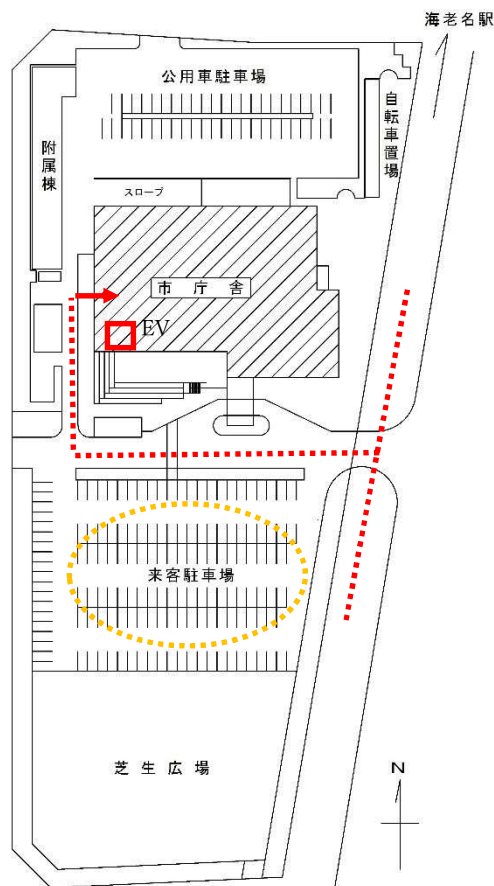 海老名駅
公用車駐車場
自転車置場
附属棟
スロープ
市庁舎
EV
来客駐車場
芝生広場
N